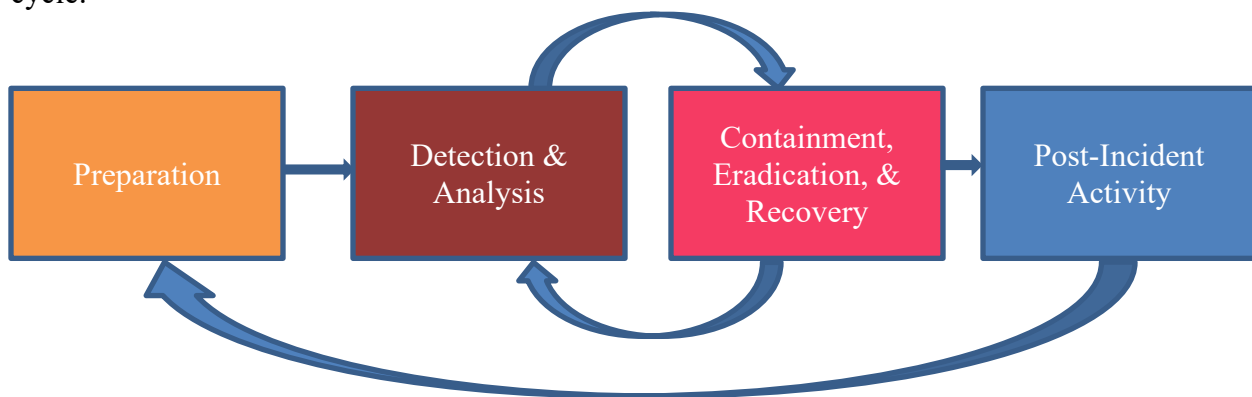 cycle.
Preparation
Detection &
Analysis
Containment,
Eradication, &
Recovery
Post-Incident
Activity